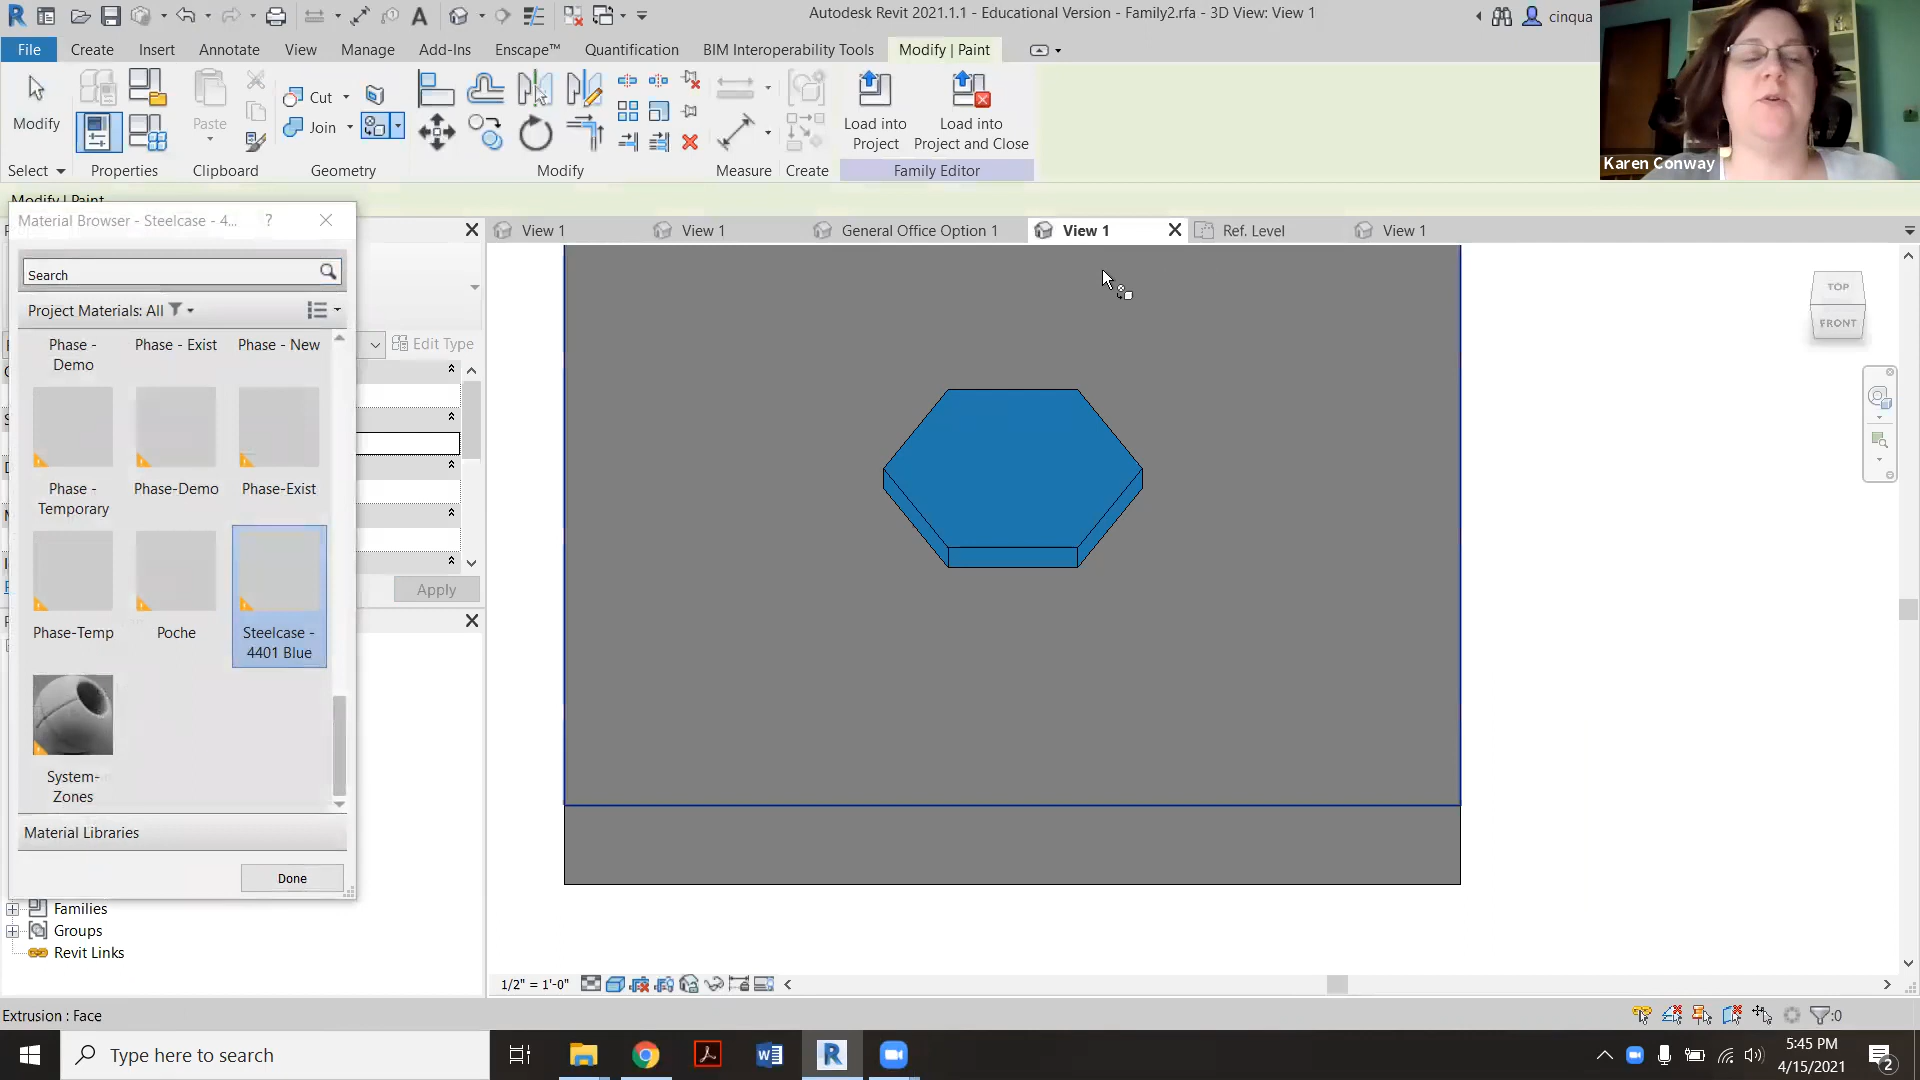 Autodesk Revit 2021.1.1 - Educational Version - Family2.rfa - 3D View: View 1
cinqua
File Create Insert Annotate View Manage Add-Ins Enscape™ Quantification BIM Interoperability Tools Modify | Paint
Modify
Paste
Cut
Join
Load into
Project
Load into
Project and Close
Select Properties Clipboard Geometry Modify Measure Create Family Editor
Karen Conway
Modify | Paint
Material Browser - Steelcase - 4... ?
Search
Project Materials: All
Phase -
Demo
Phase - Exist
Phase - New
Phase -
Temporary
Phase-Demo
Phase-Exist
Phase-Temp
Poche
Steelcase -
4401 Blue
System-
Zones
Material Libraries
Done
Edit Type
Apply
Families
Groups
Revit Links
View 1
View 1
General Office Option 1
View 1
Ref. Level
View 1
TOP
FRONT
1/2" = 1'-0"
Extrusion : Face
:0
Type here to search
5:45 PM
4/15/2021
2